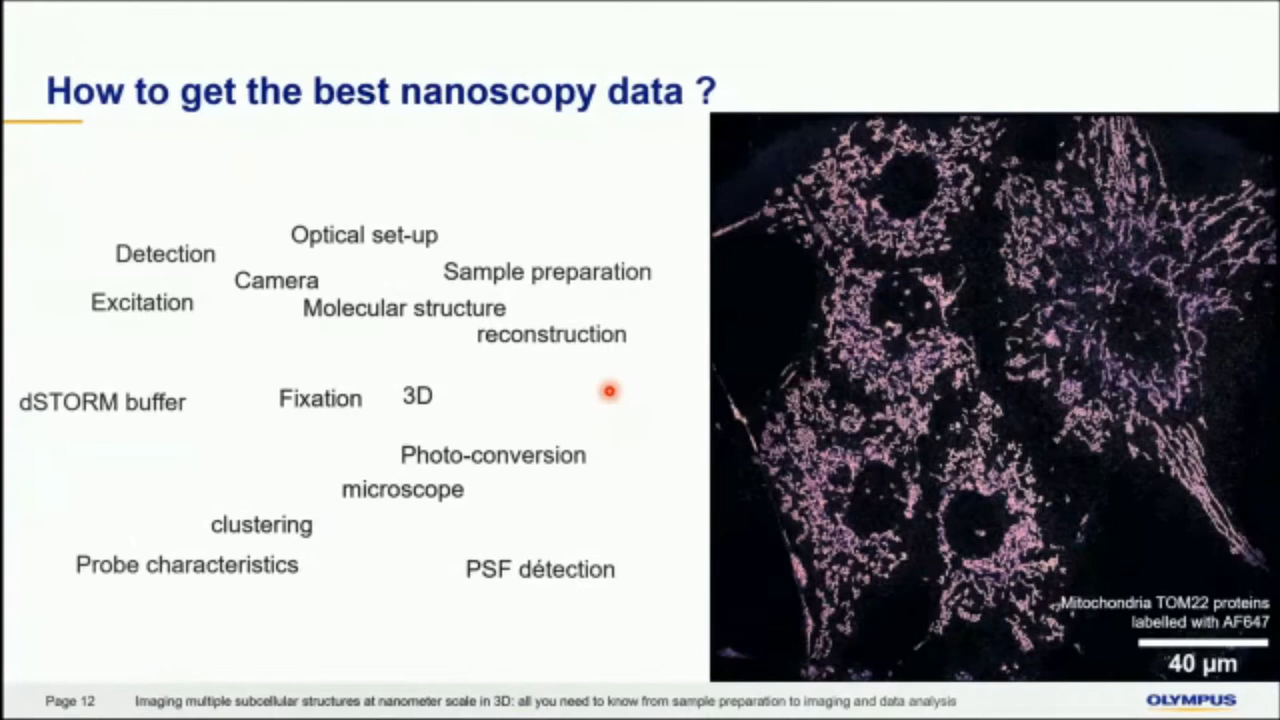 How to get the best nanoscopy data ?
Optical set-up
Detection
Sample preparation
Camera
Excitation
Molecular structure
reconstruction
dSTORM buffer
Fixation
3D
Photo-conversion
microscope
clustering
Probe characteristics
PSF détection
Mitochondria TOM22 proteins
labelled with AF647
40 µm
Page 12
Imaging multiple subcellular structures at nanometer scale in 3D: all you need to know from sample preparation to imaging and data analysis
OLYMPUS